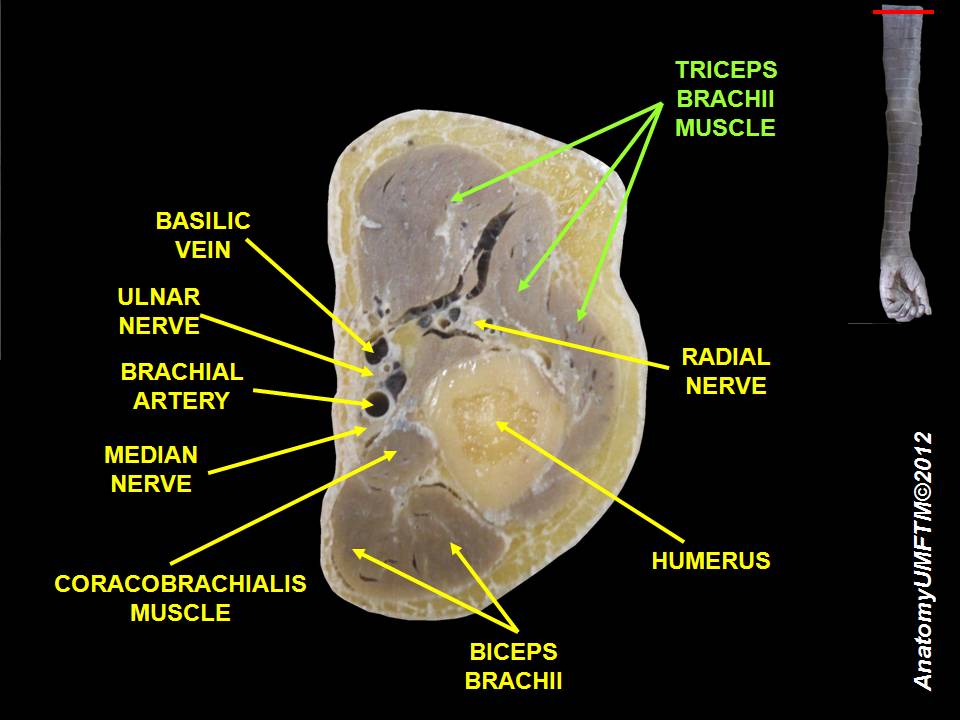 TRICEPS
BRACHII
MUSCLE
BASILIC
VEIN
ULNAR
NERVE
BRACHIAL
ARTERY
RADIAL
NERVE
MEDIAN
NERVE
HUMERUS
CORACOBRACHIALIS
MUSCLE
BICEPS
BRACHII
AnatomyUMFTM©2012